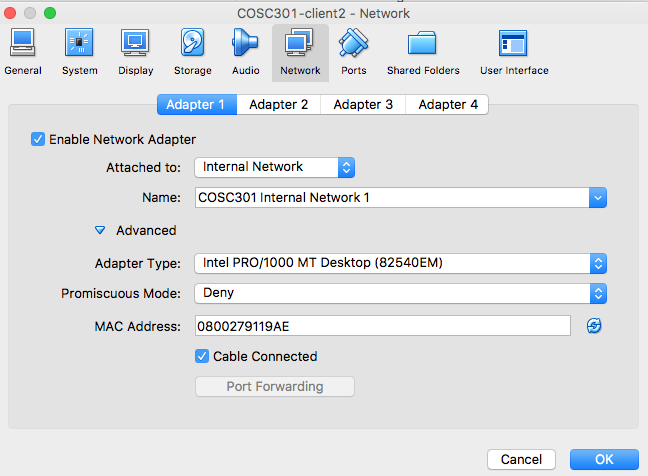 COSC301-client2 - Network
General System Display Storage Audio Network Ports Shared Folders User Interface
Adapter 1 Adapter 2 Adapter 3 Adapter 4
Enable Network Adapter
Attached to: Internal Network
Name: COSC301 Internal Network 1
Advanced
Adapter Type: Intel PRO/1000 MT Desktop (82540EM)
Promiscuous Mode: Deny
MAC Address: 0800279119AE
Cable Connected
Port Forwarding
Cancel OK